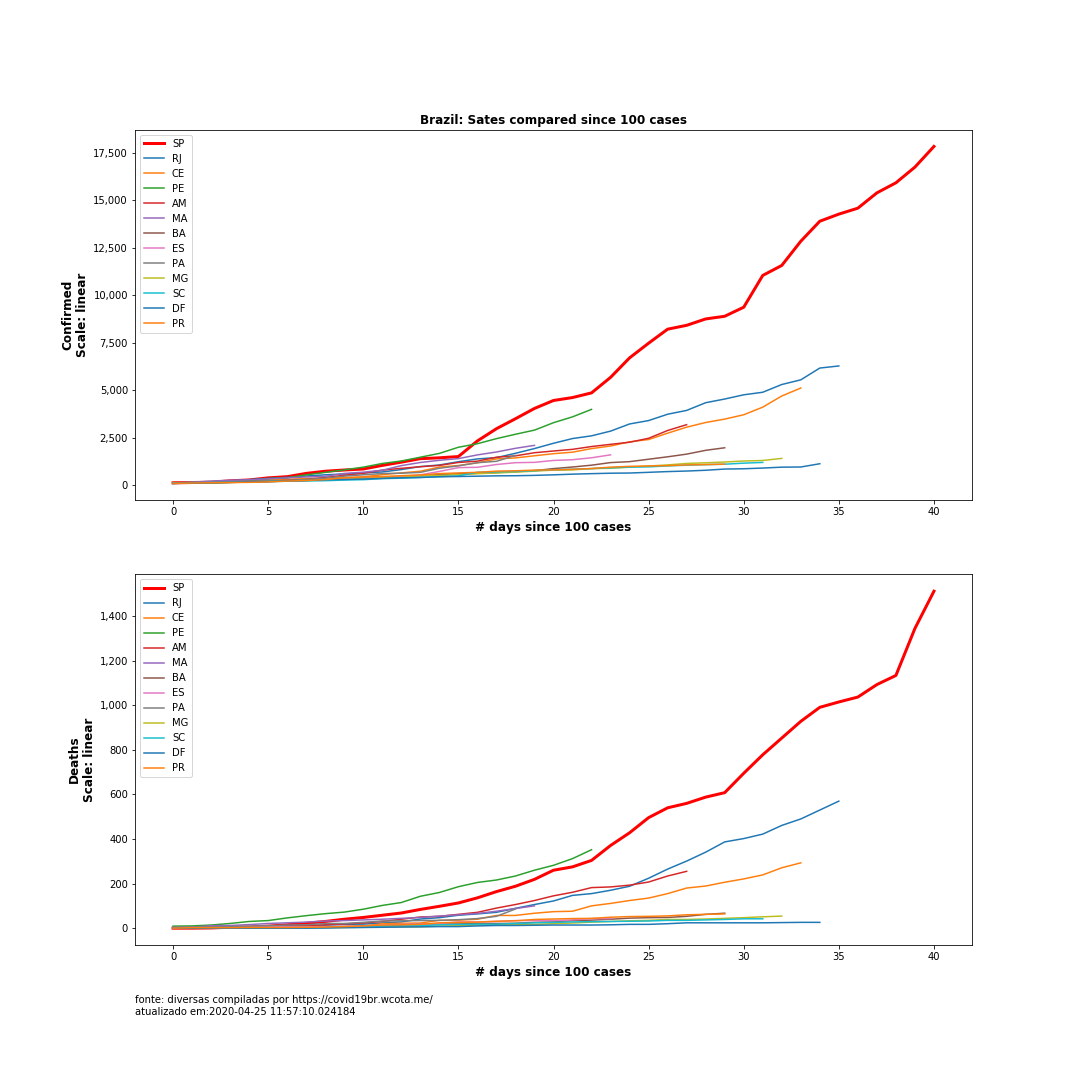 Brazil: Sates compared since 100 cases
Confirmed
Scale: linear
17,500
15,000
12,500
10,000
7,500
5,000
2,500
0
SP
RJ
CE
PE
AM
MA
BA
ES
PA
MG
SC
DF
PR
0 5 10 15 20 25 30 35 40
# days since 100 cases
Deaths
Scale: linear
1,400
1,200
1,000
800
600
400
200
0
SP
RJ
CE
PE
AM
MA
BA
ES
PA
MG
SC
DF
PR
0 5 10 15 20 25 30 35 40
# days since 100 cases
fonte: diversas compiladas por https://covid19br.wcota.me/
atualizado em:2020-04-25 11:57:10.024184